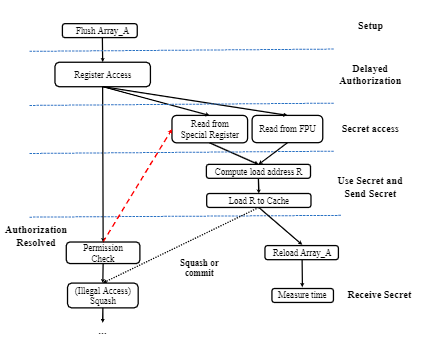 Flush Array_A
Setup
Register Access
Delayed
Authorization
Read from
Special Register
Read from FPU
Secret access
Compute load address R
Load R to Cache
Use Secret and
Send Secret
Authorization
Resolved
Permission
Check
Reload Array_A
Squash or
commit
(Illegal Access)
Squash
Measure time
Receive Secret
...